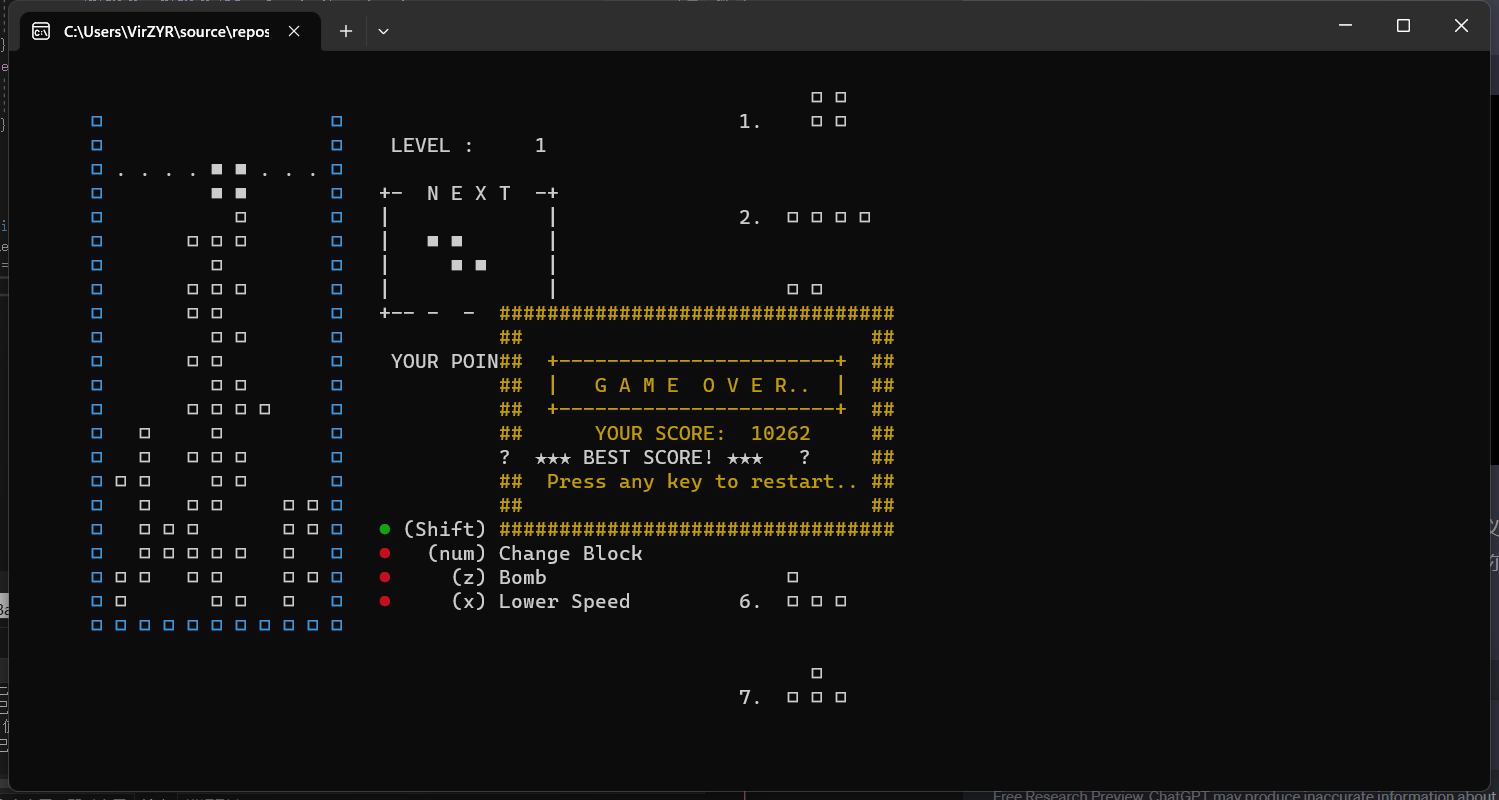 C:\Users\VirZYR\source\repos
1.
LEVEL : 1
N E X T
2.
YOUR POIN
G A M E O V E R..
YOUR SCORE: 10262
? ★★★ BEST SCORE! ★★★ ?
Press any key to restart..
(Shift)
(num) Change Block
(z) Bomb
(x) Lower Speed
6.
7.
Free Research Preview. ChatGPT may produce inaccurate information about